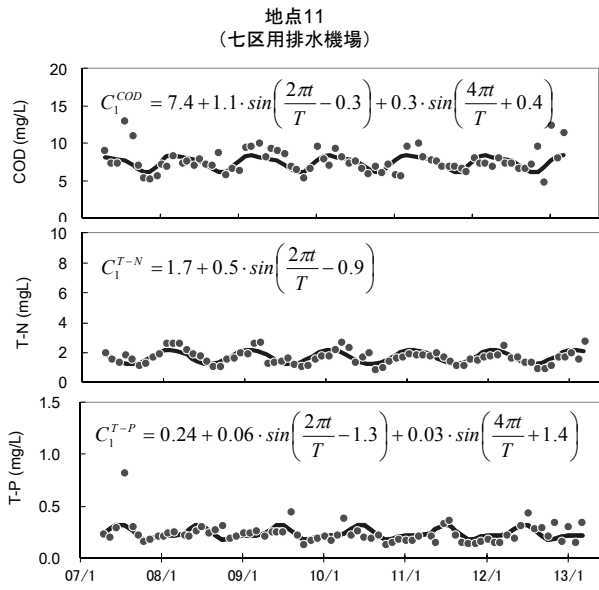 地点11
（七区用排水機場）
20
15
10
5
0
COD (mg/L)
C₁^{COD} = 7.4 + 1.1 · sin(2πt/T − 0.3) + 0.3 · sin(4πt/T + 0.4)
10
8
6
4
2
0
T-N (mgL)
C₁^{T−N} = 1.7 + 0.5 · sin(2πt/T − 0.9)
1.5
1.0
0.5
0.0
T-P (mg/L)
C₁^{T−P} = 0.24 + 0.06 · sin(2πt/T − 1.3) + 0.03 · sin(4πt/T + 1.4)
07/1 08/1 09/1 10/1 11/1 12/1 13/1